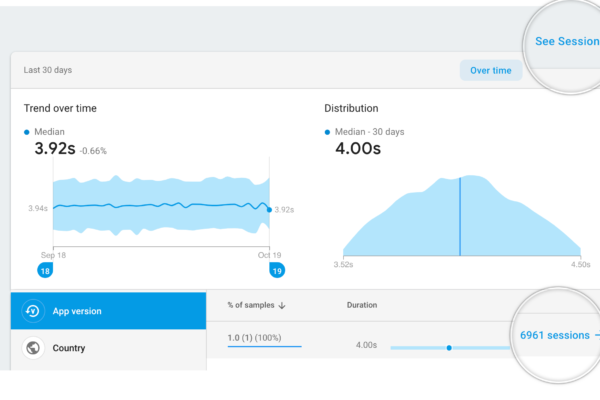 See Session
Last 30 days
Over time
Trend over time
Distribution
Median
Median - 30 days
3.92s -0.66%
4.00s
3.94s
3.92s
Sep 18
Oct 19
3.52s
4.50s
18
19
App version
% of samples ↓
Duration
1.0 (1) (100%)
4.00s
6961 sessions
Country